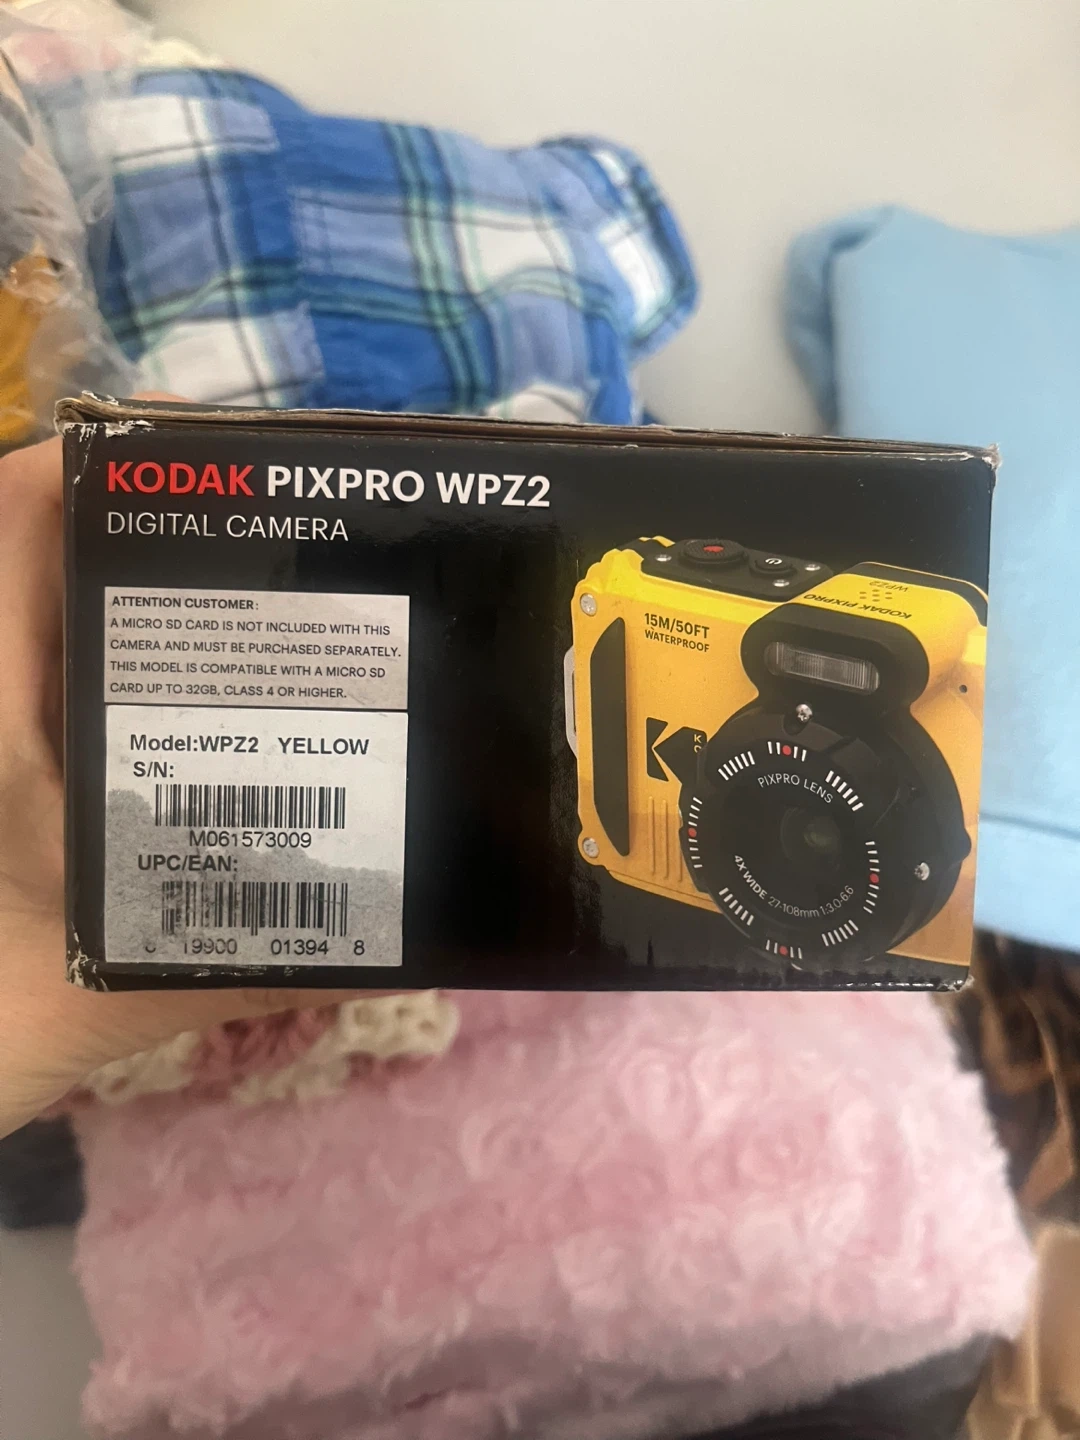 KODAK PIXPRO WPZ2
DIGITAL CAMERA
ATTENTION CUSTOMER:
A MICRO SD CARD IS NOT INCLUDED WITH THIS
CAMERA AND MUST BE PURCHASED SEPARATELY.
THIS MODEL IS COMPATIBLE WITH A MICRO SD
CARD UP TO 32GB, CLASS 4 OR HIGHER.
Model:WPZ2 YELLOW
S/N:
M061573009
UPC/EAN:
19900 01394 8
WPZ2
KODAK PIXPRO
15M/50FT
WATERPROOF
PIXPRO LENS
4X WIDE 27-108mm 1:3.0-6.6